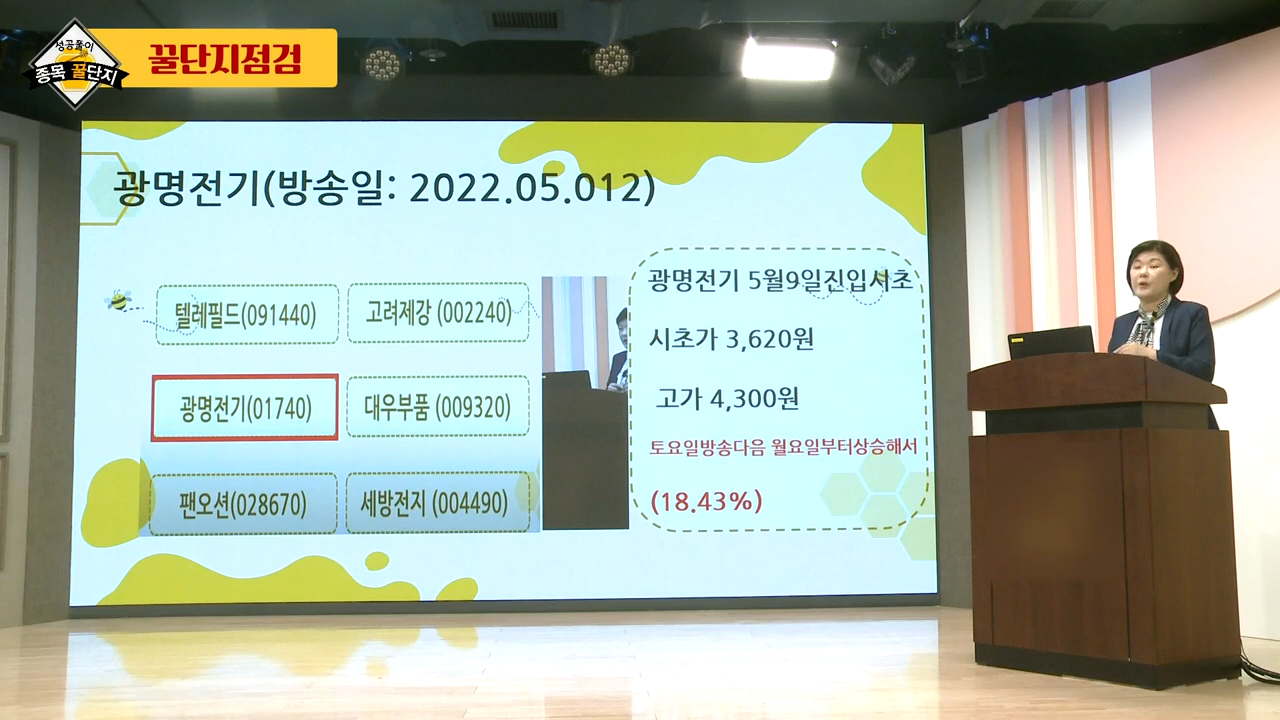 성공풀이
종목 꿀단지
꿀단지점검
광명전기(방송일: 2022.05.012)
텔레필드(091440)
고려제강 (002240)
광명전기(01740)
대우부품 (009320)
팬오션(028670)
세방전지 (004490)
광명전기 5월9일진입시초
시초가 3,620원
고가 4,300원
토요일방송다음 월요일부터상승해서
(18.43%)